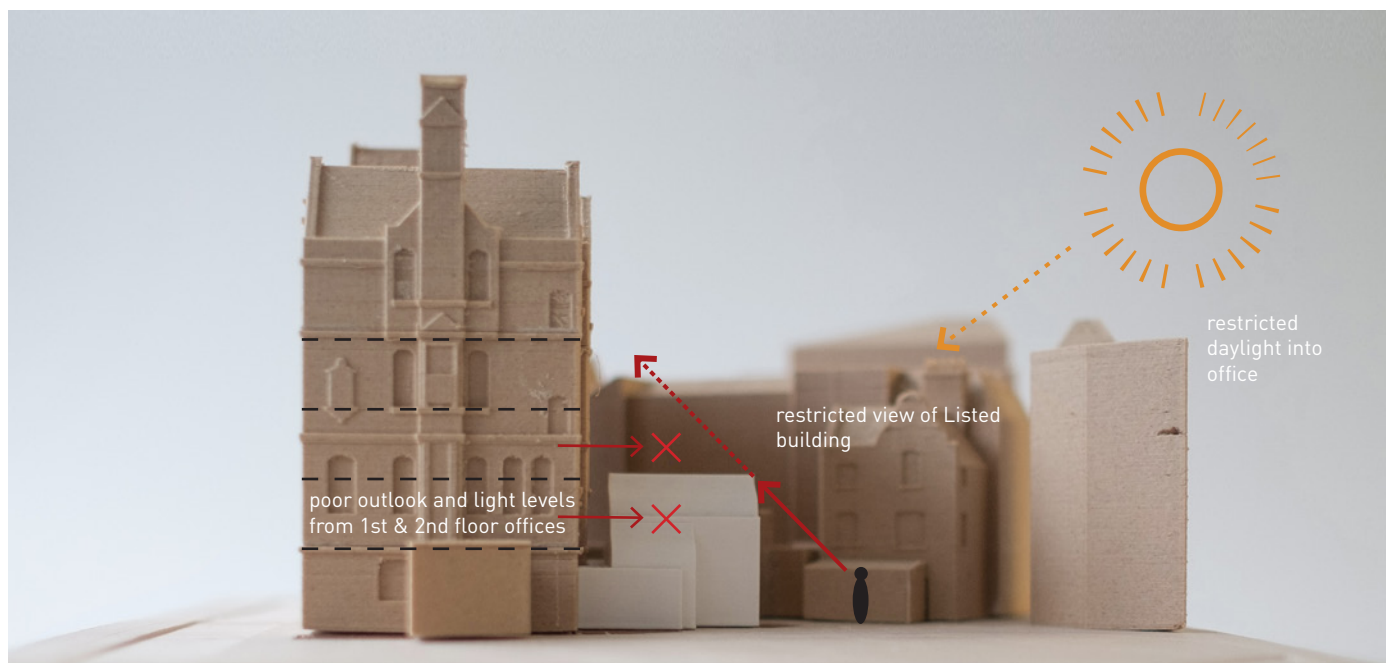 restricted
daylight into
office
restricted view of Listed
building
poor outlook and light levels
from 1st & 2nd floor offices